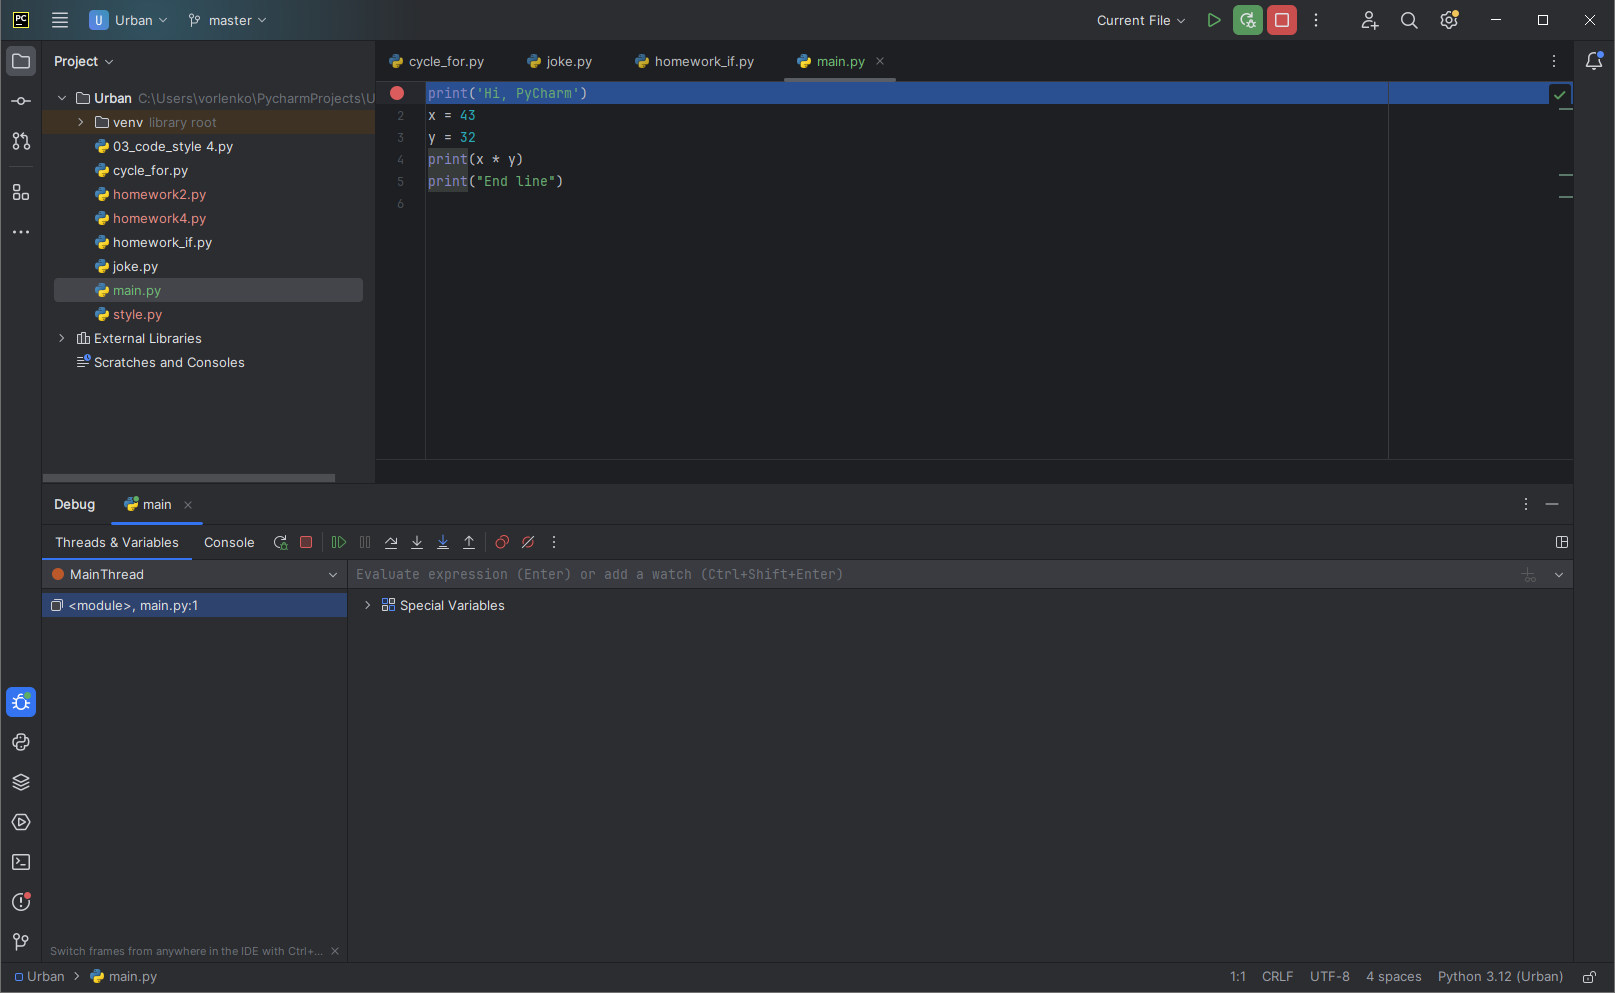 PC U Urban master Current File
Project cycle_for.py joke.py homework_if.py main.py
Urban C:\Users\vorlenko\PycharmProjects\U
venv library root
03_code_style 4.py
cycle_for.py
homework2.py
homework4.py
homework_if.py
joke.py
main.py
style.py
External Libraries
Scratches and Consoles
print('Hi, PyCharm')
2 x = 43
3 y = 32
4 print(x * y)
5 print("End line")
6
Debug main
Threads & Variables Console
MainThread Evaluate expression (Enter) or add a watch (Ctrl+Shift+Enter)
<module>, main.py:1 Special Variables
Switch frames from anywhere in the IDE with Ctrl+...
Urban main.py 1:1 CRLF UTF-8 4 spaces Python 3.12 (Urban)